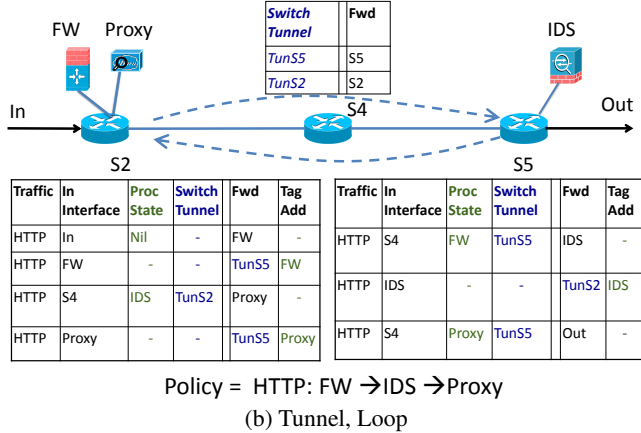 Switch Tunnel | Fwd
TunS5 | S5
TunS2 | S2
FW Proxy IDS
In Out
S4
S2 S5
Traffic | In Interface | Proc State | Switch Tunnel | Fwd | Tag Add
HTTP | In | Nil | - | FW | -
HTTP | FW | - | - | TunS5 | FW
HTTP | S4 | IDS | TunS2 | Proxy | -
HTTP | Proxy | - | - | TunS5 | Proxy
Traffic | In Interface | Proc State | Switch Tunnel | Fwd | Tag Add
HTTP | S4 | FW | TunS5 | IDS | -
HTTP | IDS | - | - | TunS2 | IDS
HTTP | S4 | Proxy | TunS5 | Out | -
Policy = HTTP: FW →IDS →Proxy
(b) Tunnel, Loop